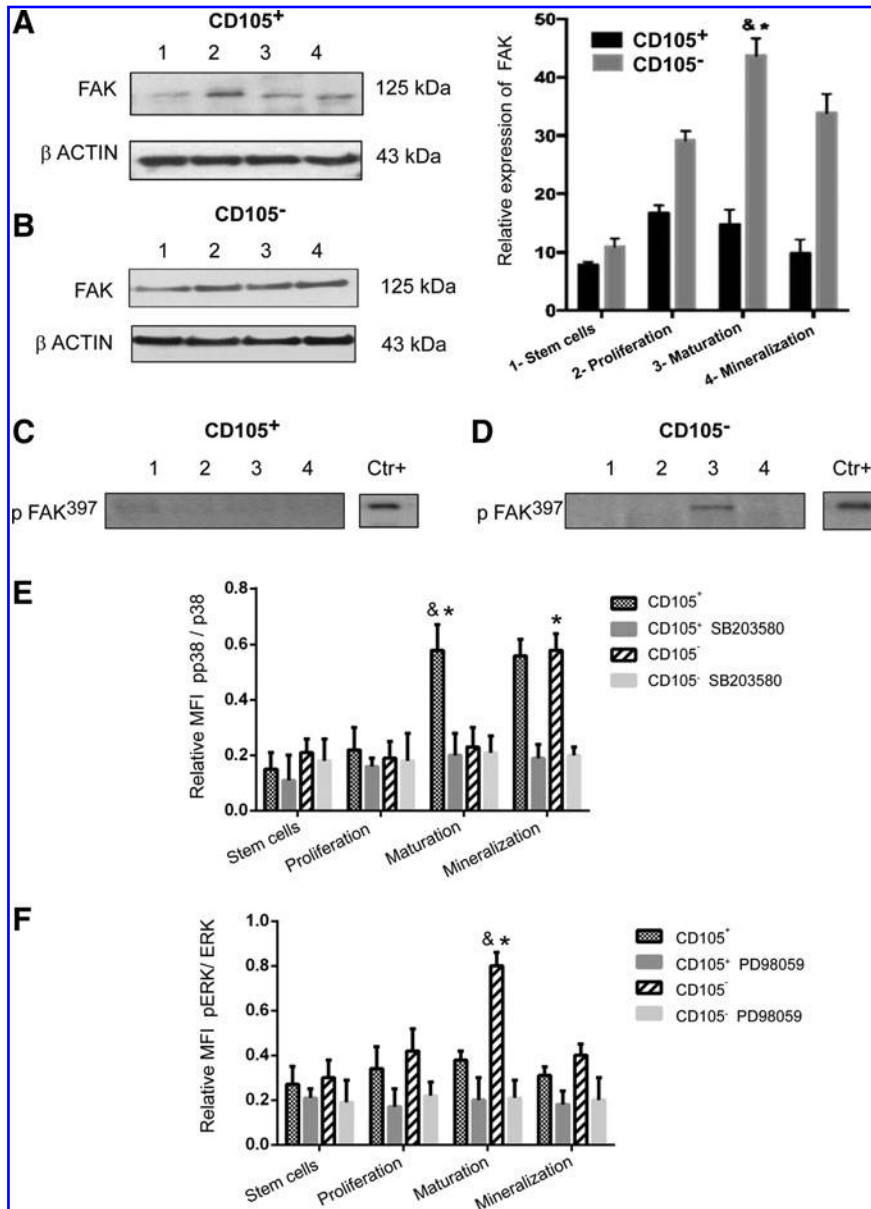 A
CD105+
1 2 3 4
FAK 125 kDa
β ACTIN 43 kDa
B
CD105-
1 2 3 4
FAK 125 kDa
β ACTIN 43 kDa
Relative expression of FAK
50
40
30
20
10
0
& *
CD105+
CD105-
1- Stem cells
2- Proliferation
3- Maturation
4- Mineralization
C
CD105+
1 2 3 4 Ctr+
p FAK397
D
CD105-
1 2 3 4 Ctr+
p FAK397
E
Relative MFI pp38 / p38
0.8
0.6
0.4
0.2
0.0
& *
*
CD105+
CD105+ SB203580
CD105-
CD105- SB203580
Stem cells
Proliferation
Maturation
Mineralization
F
Relative MFI pERK/ ERK
1.0
0.8
0.6
0.4
0.2
0.0
& *
CD105+
CD105+ PD98059
CD105-
CD105- PD98059
Stem cells
Proliferation
Maturation
Mineralization